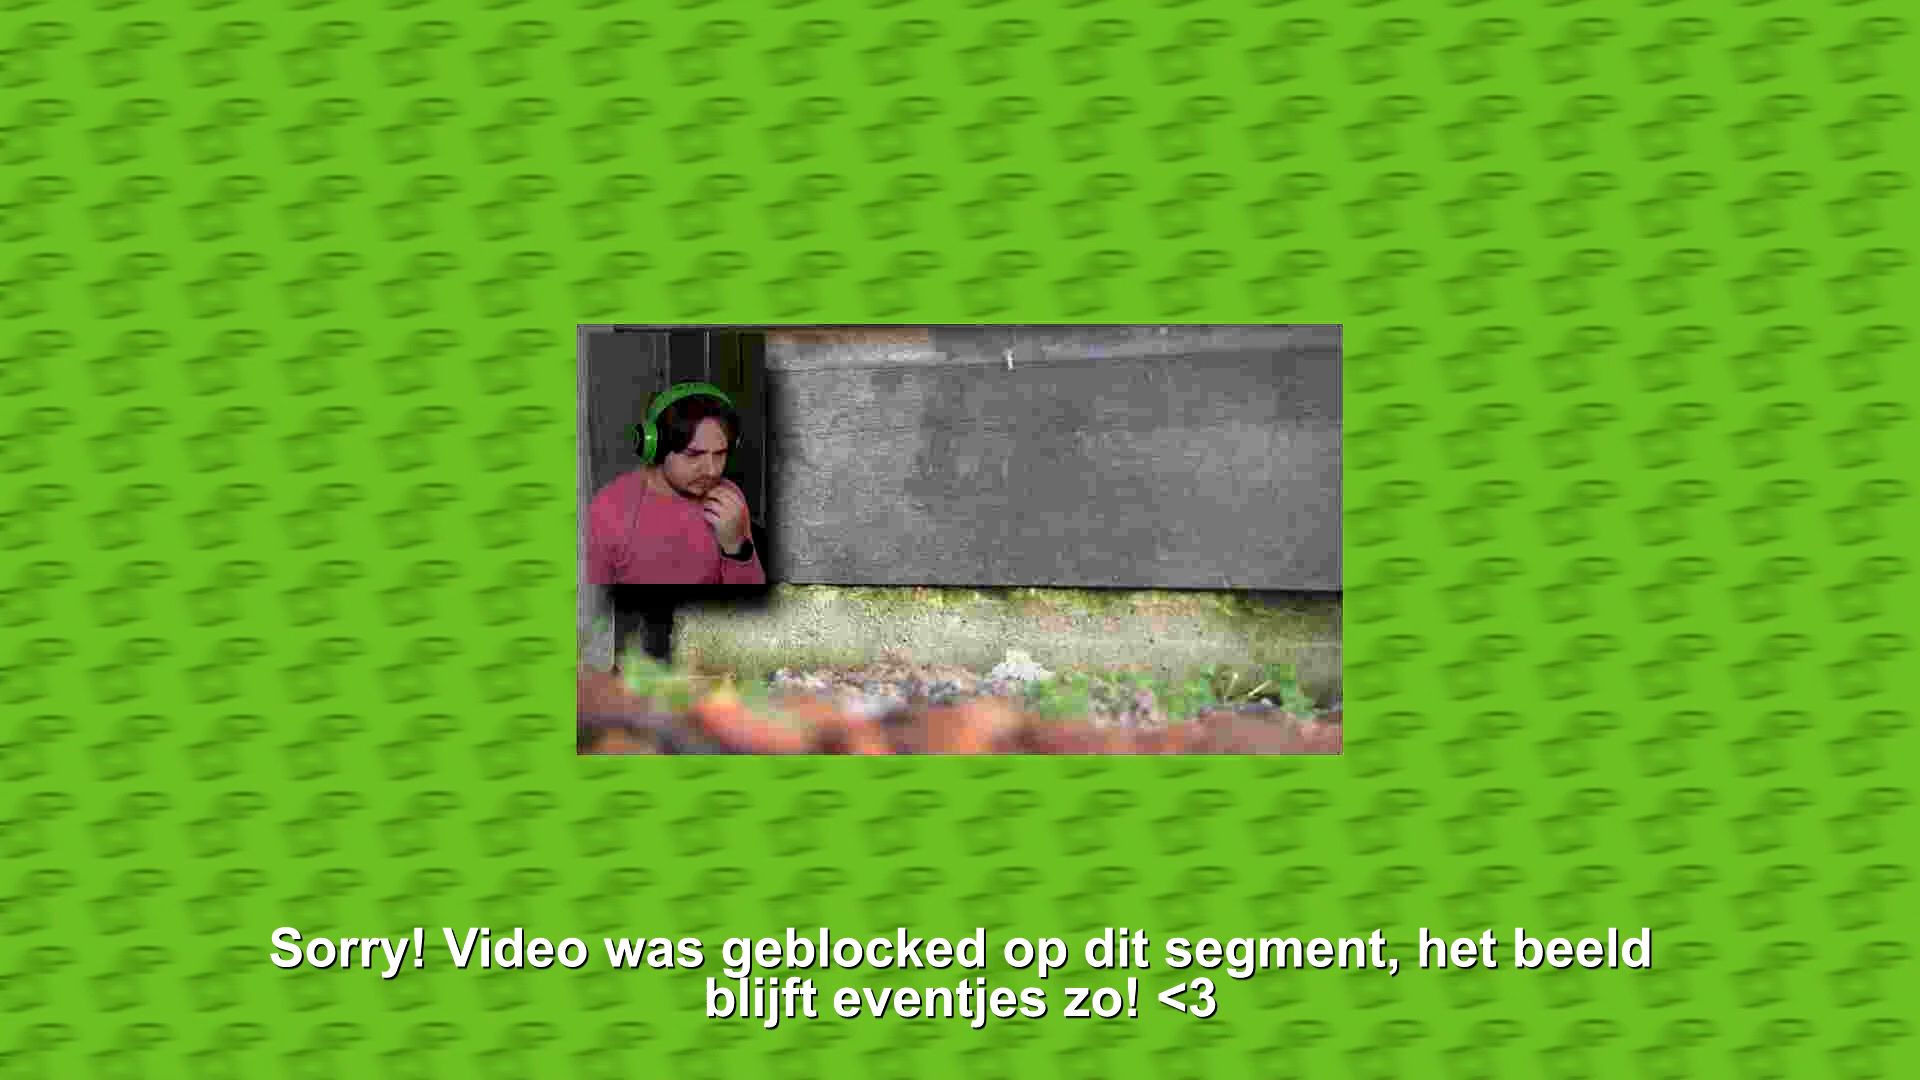 Sorry! Video was geblocked op dit segment, het beeld
blijft eventjes zo! <3